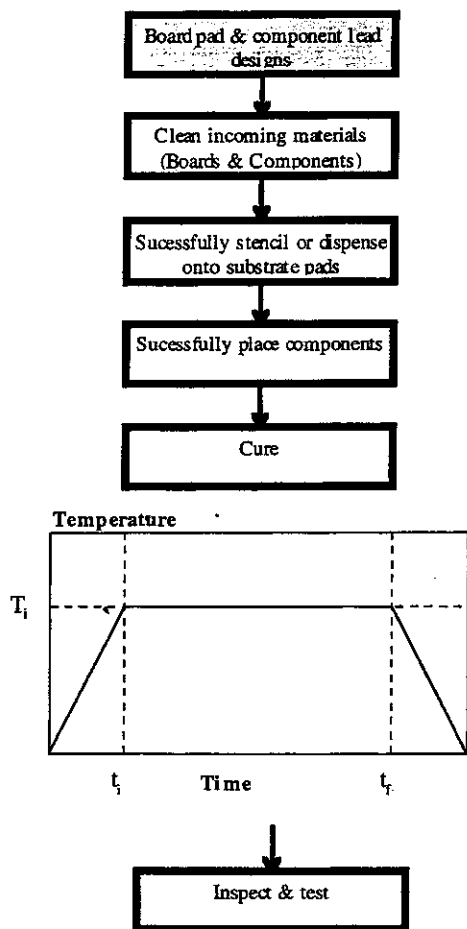 Board pad & component lead
designs
Clean incoming materials
(Boards & Components)
Sucessfully stencil or dispense
onto substrate pads
Sucessfully place components
Cure
Temperature
Ti
ti
Time
tf
Inspect & test